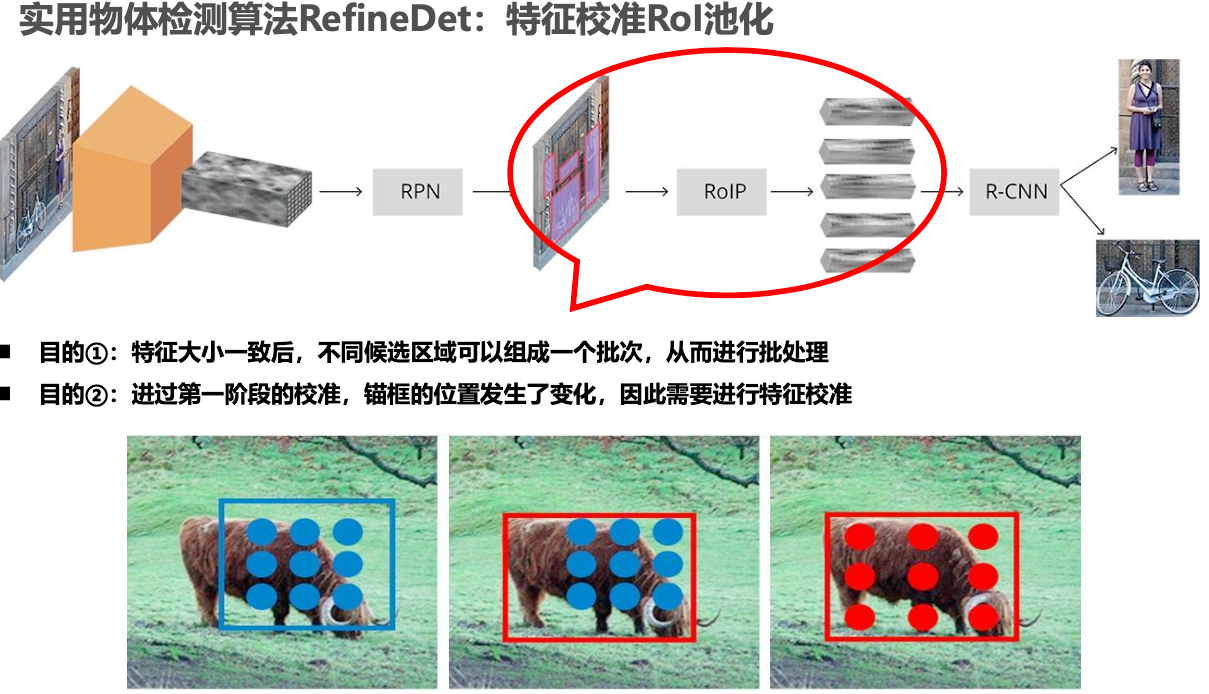 实用物体检测算法RefineDet：特征校准RoI池化
RPN
RoIP
R-CNN
目的①：特征大小一致后，不同候选区域可以组成一个批次，从而进行批处理
目的②：进过第一阶段的校准，锚框的位置发生了变化，因此需要进行特征校准